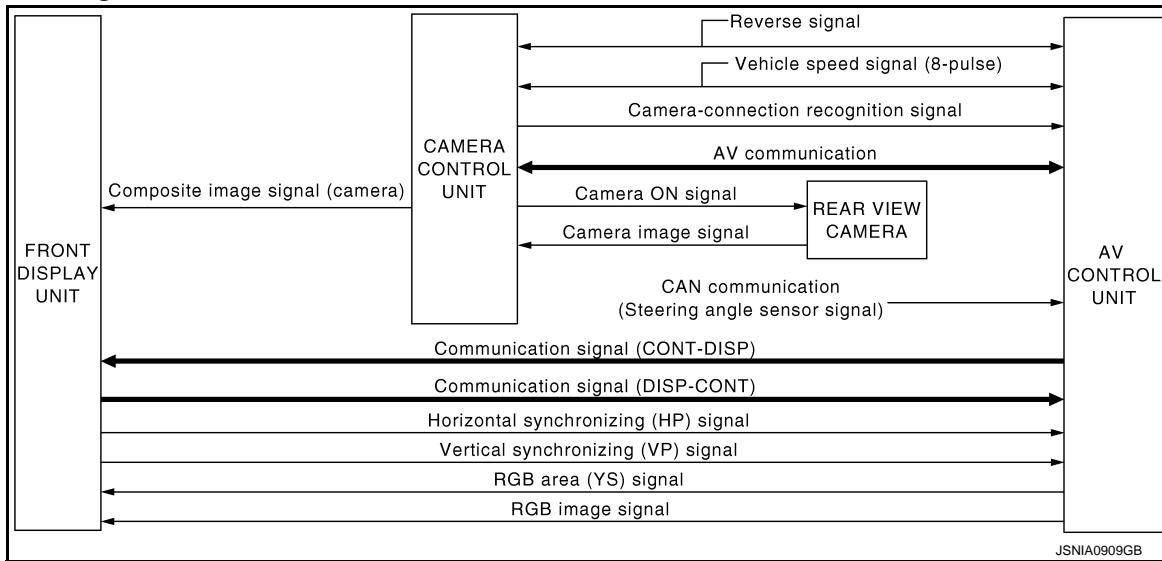 Reverse signal
Vehicle speed signal (8-pulse)
Camera-connection recognition signal
CAMERA
CONTROL
UNIT
AV communication
Composite image signal (camera)
Camera ON signal
REAR VIEW
CAMERA
Camera image signal
FRONT
DISPLAY
UNIT
AV
CONTROL
UNIT
CAN communication
(Steering angle sensor signal)
Communication signal (CONT-DISP)
Communication signal (DISP-CONT)
Horizontal synchronizing (HP) signal
Vertical synchronizing (VP) signal
RGB area (YS) signal
RGB image signal
JSNIA0909GB